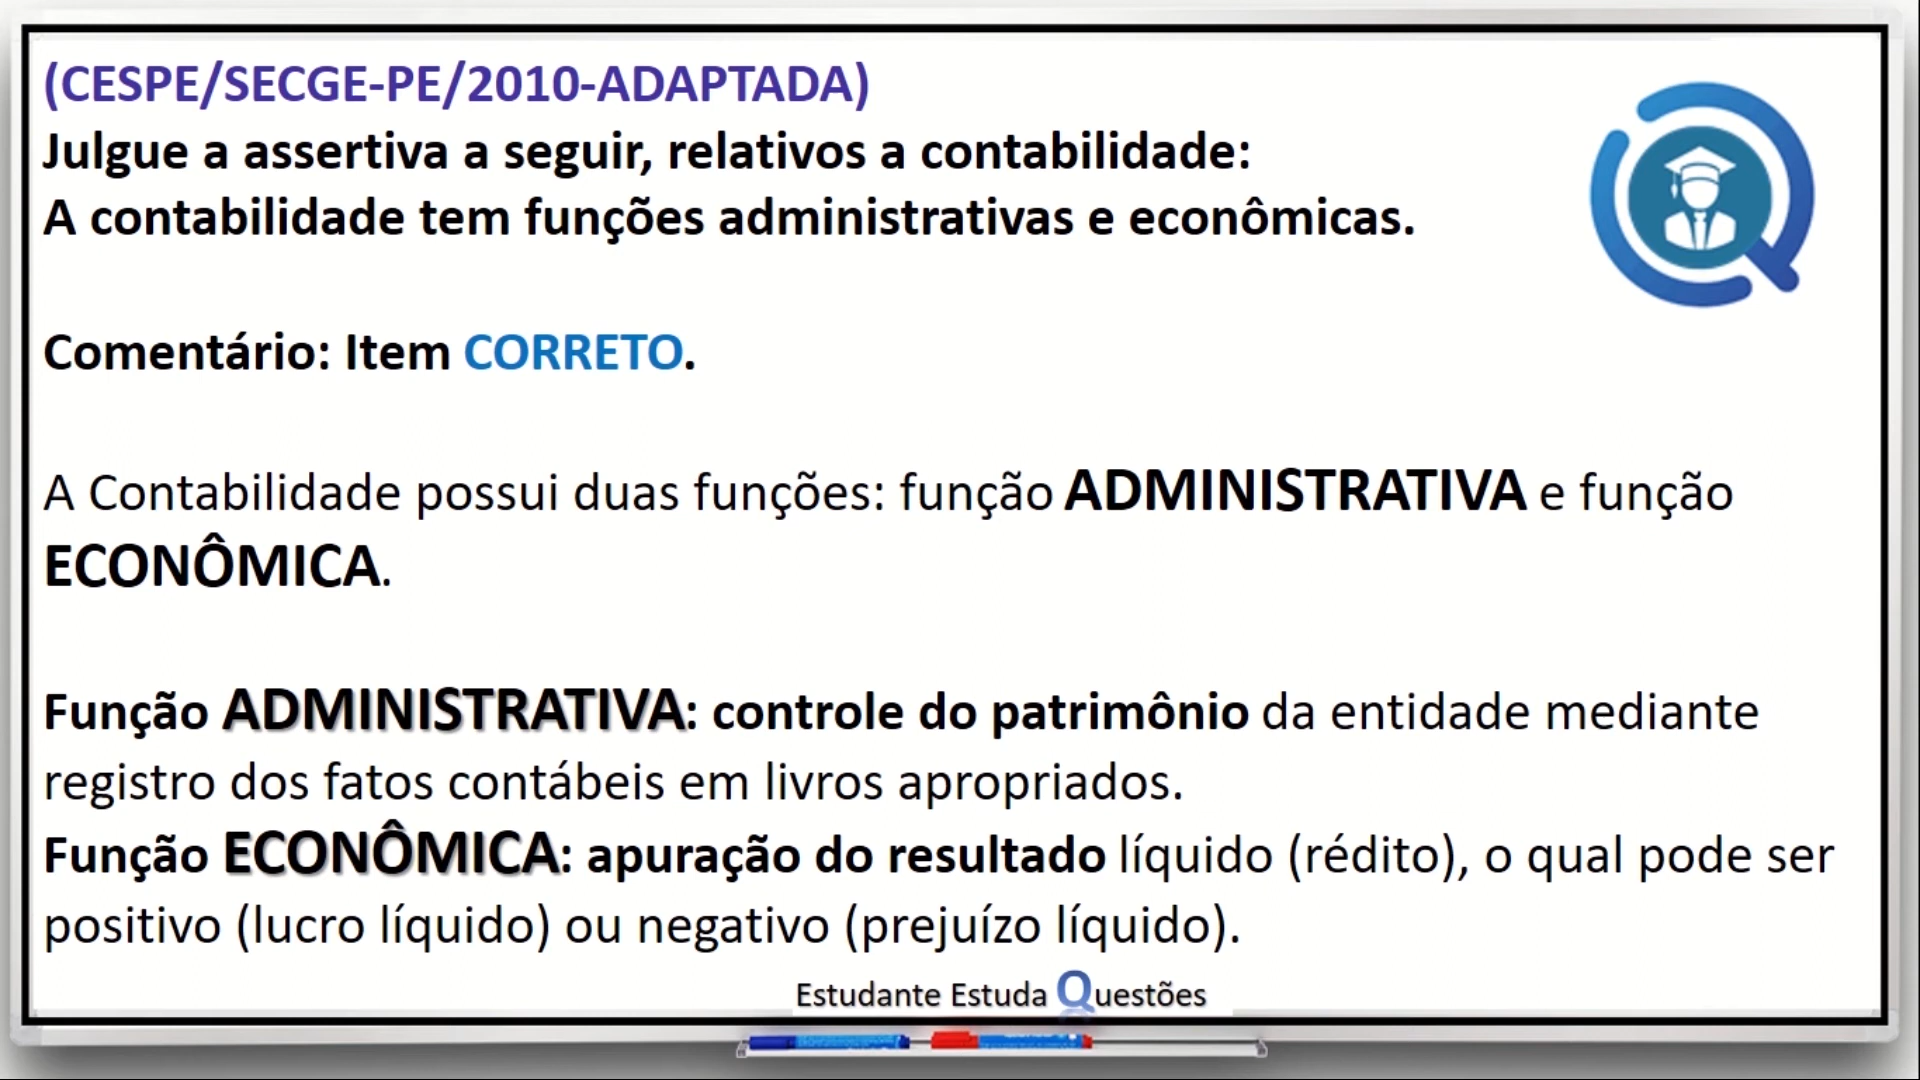 (CESPE/SECGE-PE/2010-ADAPTADA)
Julgue a assertiva a seguir, relativos a contabilidade:
A contabilidade tem funções administrativas e econômicas.
Comentário: Item CORRETO.
A Contabilidade possui duas funções: função ADMINISTRATIVA e função
ECONÔMICA.
Função ADMINISTRATIVA: controle do patrimônio da entidade mediante
registro dos fatos contábeis em livros apropriados.
Função ECONÔMICA: apuração do resultado líquido (rédito), o qual pode ser
positivo (lucro líquido) ou negativo (prejuízo líquido).
Estudante Estuda Questões